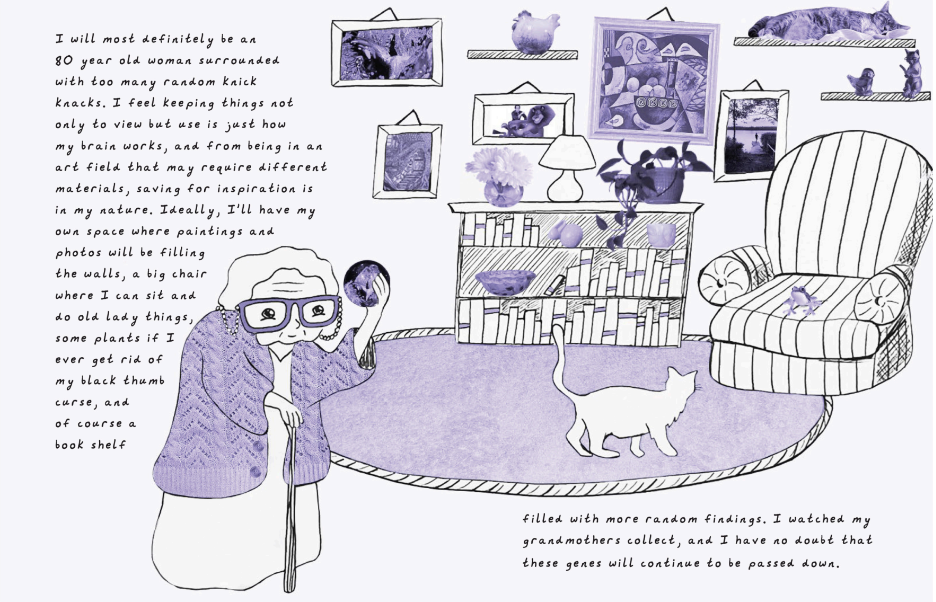 I will most definitely be an
80 year old woman surrounded
with too many random knick
knacks. I feel keeping things not
only to view but use is just how
my brain works, and from being in an
art field that may require different
materials, saving for inspiration is
in my nature. Ideally, I'll have my
own space where paintings and
photos will be filling
the walls, a big chair
where I can sit and
do old lady things,
some plants if I
ever get rid of
my black thumb
curse, and
of course a
book shelf
filled with more random findings. I watched my
grandmothers collect, and I have no doubt that
these genes will continue to be passed down.